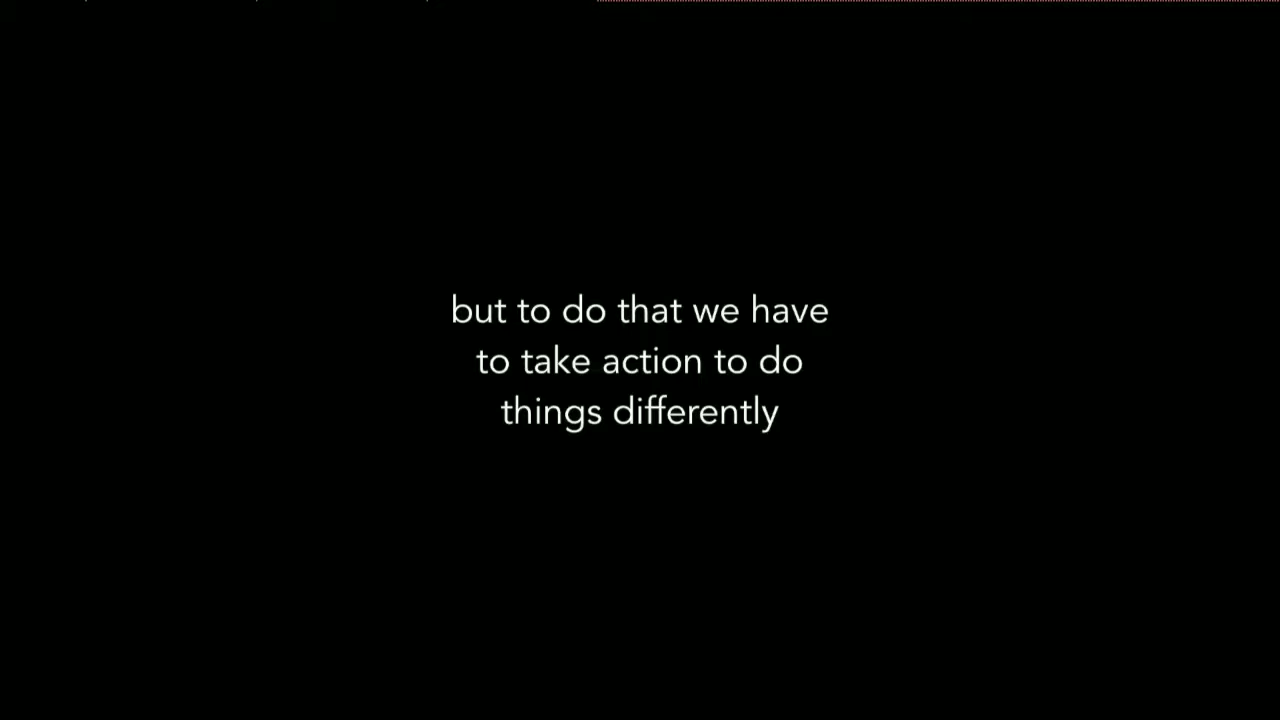 but to do that we have
to take action to do
things differently